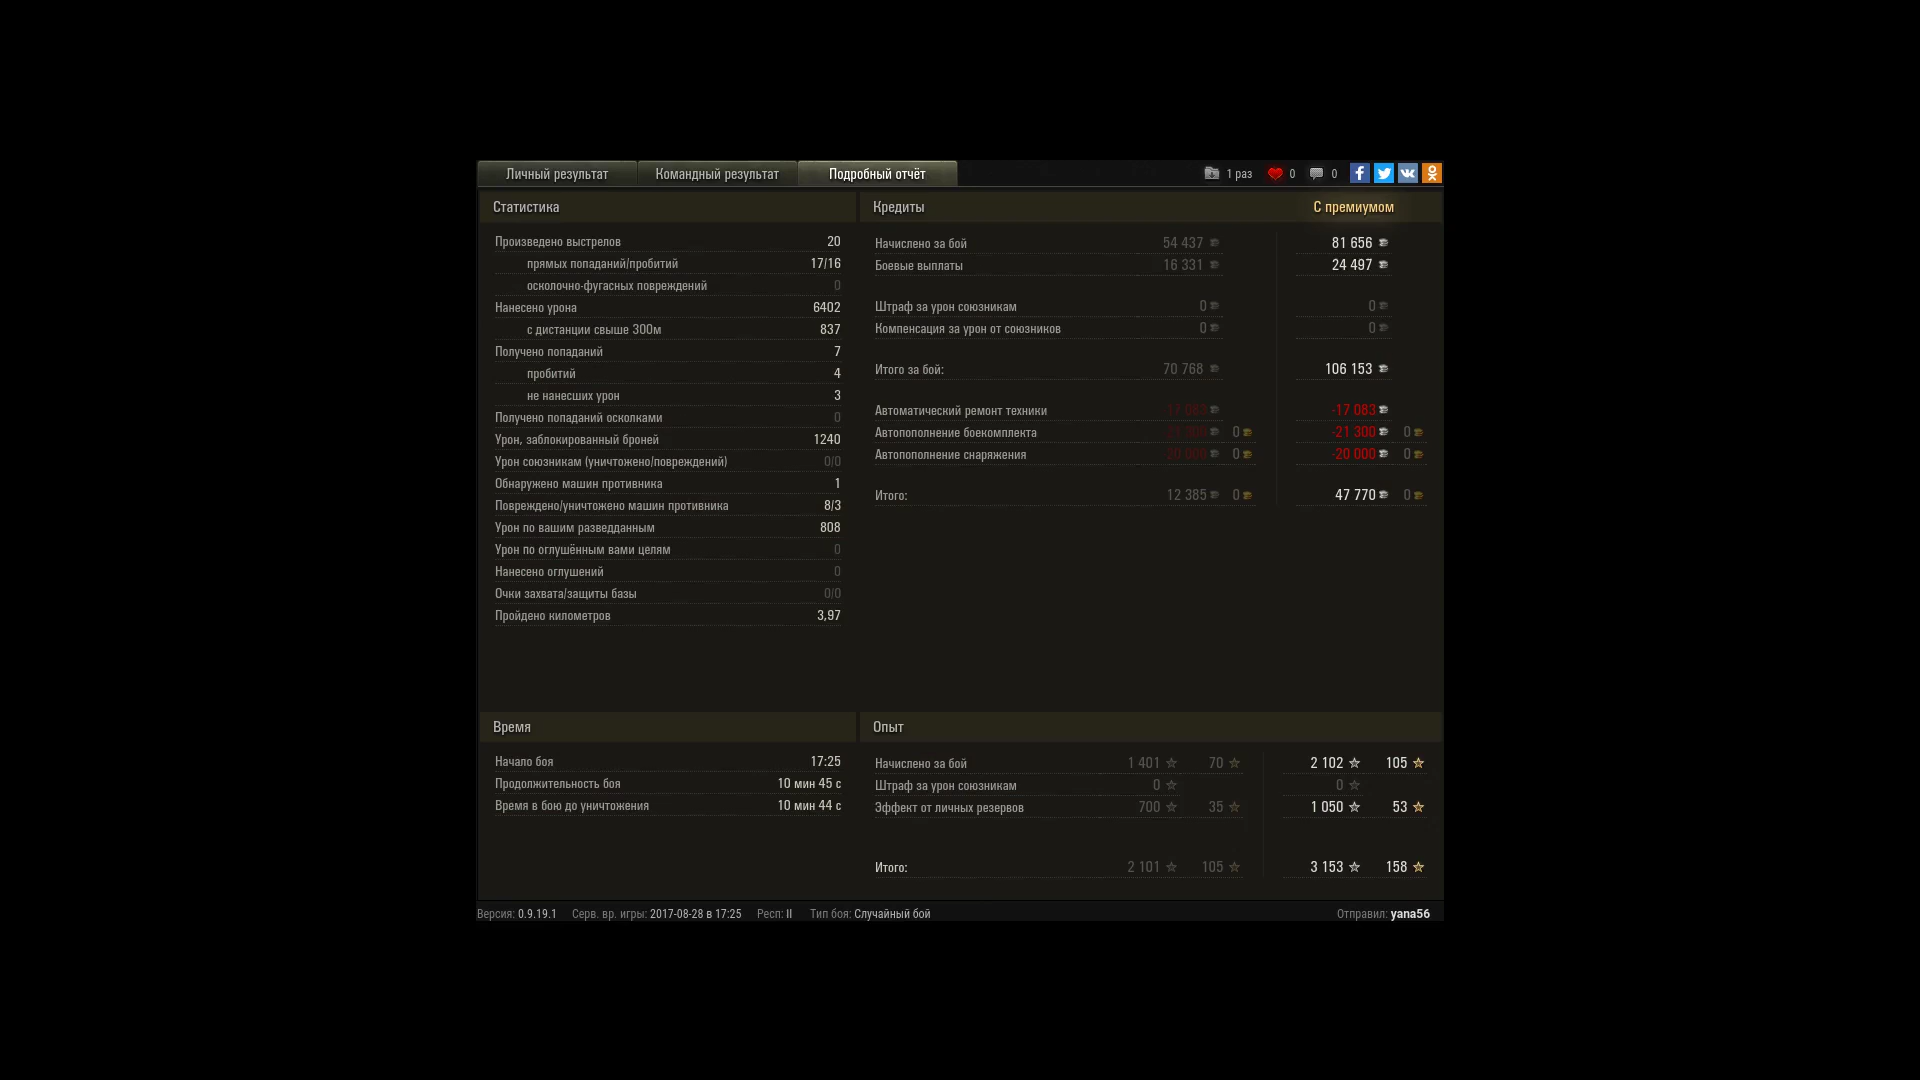 Личный результат Командный результат Подробный отчёт 1 раз 0 0
Статистика
Произведено выстрелов 20
прямых попаданий/пробитий 17/16
осколочно-фугасных повреждений 0
Нанесено урона 6402
с дистанции свыше 300м 837
Получено попаданий 7
пробитий 4
не нанесших урон 3
Получено попаданий осколками 0
Урон, заблокированный броней 1240
Урон союзникам (уничтожено/повреждений) 0/0
Обнаружено машин противника 1
Повреждено/уничтожено машин противника 8/3
Урон по вашим разведданным 808
Урон по оглушённым вами целям 0
Нанесено оглушений 0
Очки захвата/защиты базы 0/0
Пройдено километров 3,97
Кредиты С премиумом
Начислено за бой 54 437 81 656
Боевые выплаты 16 331 24 497
Штраф за урон союзникам 0 0
Компенсация за урон от союзников 0 0
Итого за бой: 70 768 106 153
Автоматический ремонт техники -17 083
Автопополнение боекомплекта 0 -21 300 0
Автопополнение снаряжения 0 -20 000 0
Итого: 12 385 0 47 770 0
Время
Начало боя 17:25
Продолжительность боя 10 мин 45 с
Время в бою до уничтожения 10 мин 44 с
Опыт
Начислено за бой 1 401 70 2 102 105
Штраф за урон союзникам 0 0
Эффект от личных резервов 700 35 1 050 53
Итого: 2 101 105 3 153 158
Версия: 0.9.19.1 Серв. вр. игры: 2017-08-28 в 17:25 Респ: II Тип боя: Случайный бой Отправил: yana56